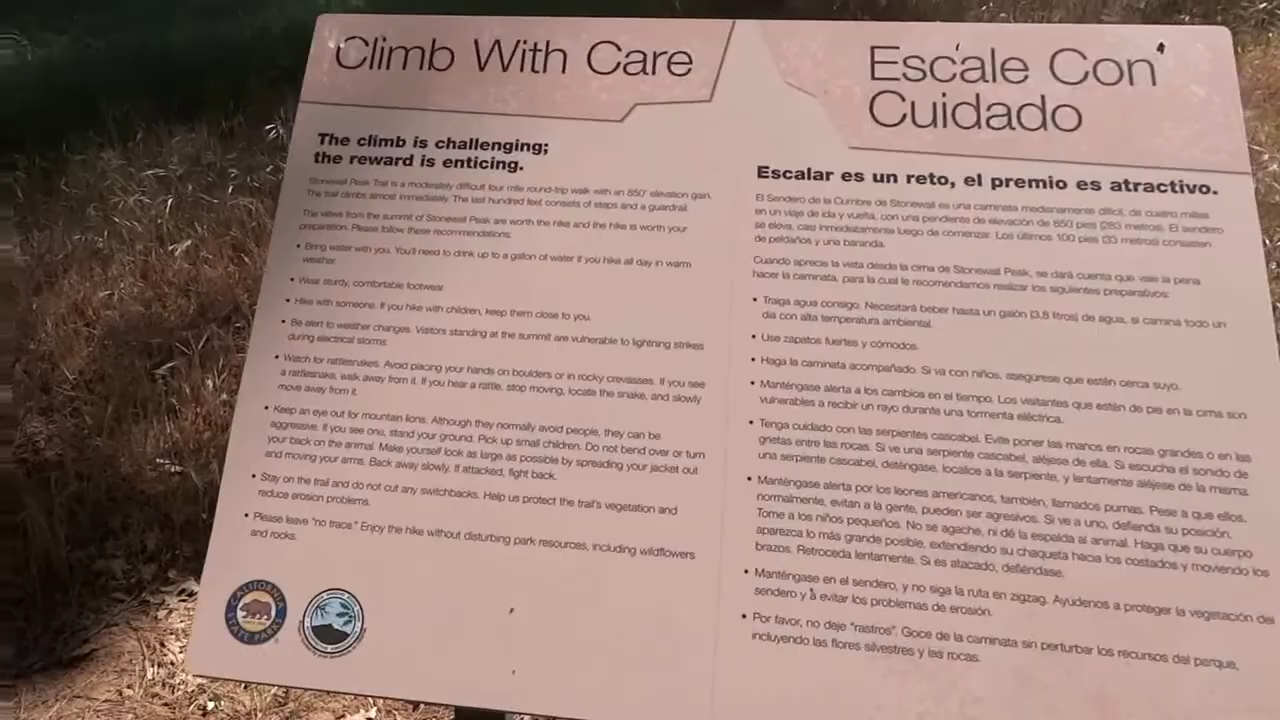 Climb With Care
The climb is challenging;
the reward is enticing.
Stonewall Peak Trail is a moderately difficult four mile round-trip walk with an 850' elevation gain.
The trail climbs almost immediately. The last hundred feet consists of steps and a guardrail.
The views from the summit of Stonewall Peak are worth the hike and the hike is worth your
preparation. Please follow these recommendations:
• Bring water with you. You'll need to drink up to a gallon of water if you hike all day in warm
weather.
• Wear sturdy, comfortable footwear.
• Hike with someone. If you hike with children, keep them close to you.
• Be alert to weather changes. Visitors standing at the summit are vulnerable to lightning strikes
during electrical storms.
• Watch for rattlesnakes. Avoid placing your hands on boulders or in rocky crevasses. If you see
a rattlesnake, walk away from it. If you hear a rattle, stop moving, locate the snake, and slowly
move away from it.
• Keep an eye out for mountain lions. Although they normally avoid people, they can be
aggressive. If you see one, stand your ground. Pick up small children. Do not bend over or turn
your back on the animal. Make yourself look as large as possible by spreading your jacket out
and moving your arms. Back away slowly. If attacked, fight back.
• Stay on the trail and do not cut any switchbacks. Help us protect the trail's vegetation and
reduce erosion problems.
• Please leave "no trace." Enjoy the hike without disturbing park resources, including wildflowers
and rocks.
CALIFORNIA
STATE PARKS
Escale Con
Cuidado
Escalar es un reto, el premio es atractivo.
El Sendero de la Cumbre de Stonewall es una caminata medianamente difícil, de cuatro millas
en un viaje de ida y vuelta, con una pendiente de elevación de 850 pies (283 metros). El sendero
se eleva, casi inmediatamente luego de comenzar. Los últimos 100 pies (33 metros) consisten
de peldaños y una baranda.
Cuando aprecie la vista desde la cima de Stonewall Peak, se dará cuenta que vale la pena
hacer la caminata, para la cual le recomendamos realizar los siguientes preparativos:
• Traiga agua consigo. Necesitará beber hasta un galón (3,8 litros) de agua, si camina todo un
día con alta temperatura ambiental.
• Use zapatos fuertes y cómodos.
• Haga la caminata acompañado. Si va con niños, asegúrese que estén cerca suyo.
• Manténgase alerta a los cambios en el tiempo. Los visitantes que estén de pie en la cima son
vulnerables a recibir un rayo durante una tormenta eléctrica.
• Tenga cuidado con las serpientes cascabel. Evite poner las manos en rocas grandes o en las
grietas entre las rocas. Si ve una serpiente cascabel, aléjese de ella. Si escucha el sonido de
una serpiente cascabel, deténgase, localice a la serpiente, y lentamente aléjese de la misma.
• Manténgase alerta por los leones americanos, también, llamados pumas. Pese a que ellos,
normalmente, evitan a la gente, pueden ser agresivos. Si ve a uno, defienda su posición.
Tome a los niños pequeños. No se agache, ni dé la espalda al animal. Haga que su cuerpo
aparezca lo más grande posible, extendiendo su chaqueta hacia los costados y moviendo los
brazos. Retroceda lentamente. Si es atacado, defiéndase.
• Manténgase en el sendero, y no siga la ruta en zigzag. Ayúdenos a proteger la vegetación del
sendero y a evitar los problemas de erosión.
• Por favor, no deje "rastros". Goce de la caminata sin perturbar los recursos del parque,
incluyendo las flores silvestres y las rocas.